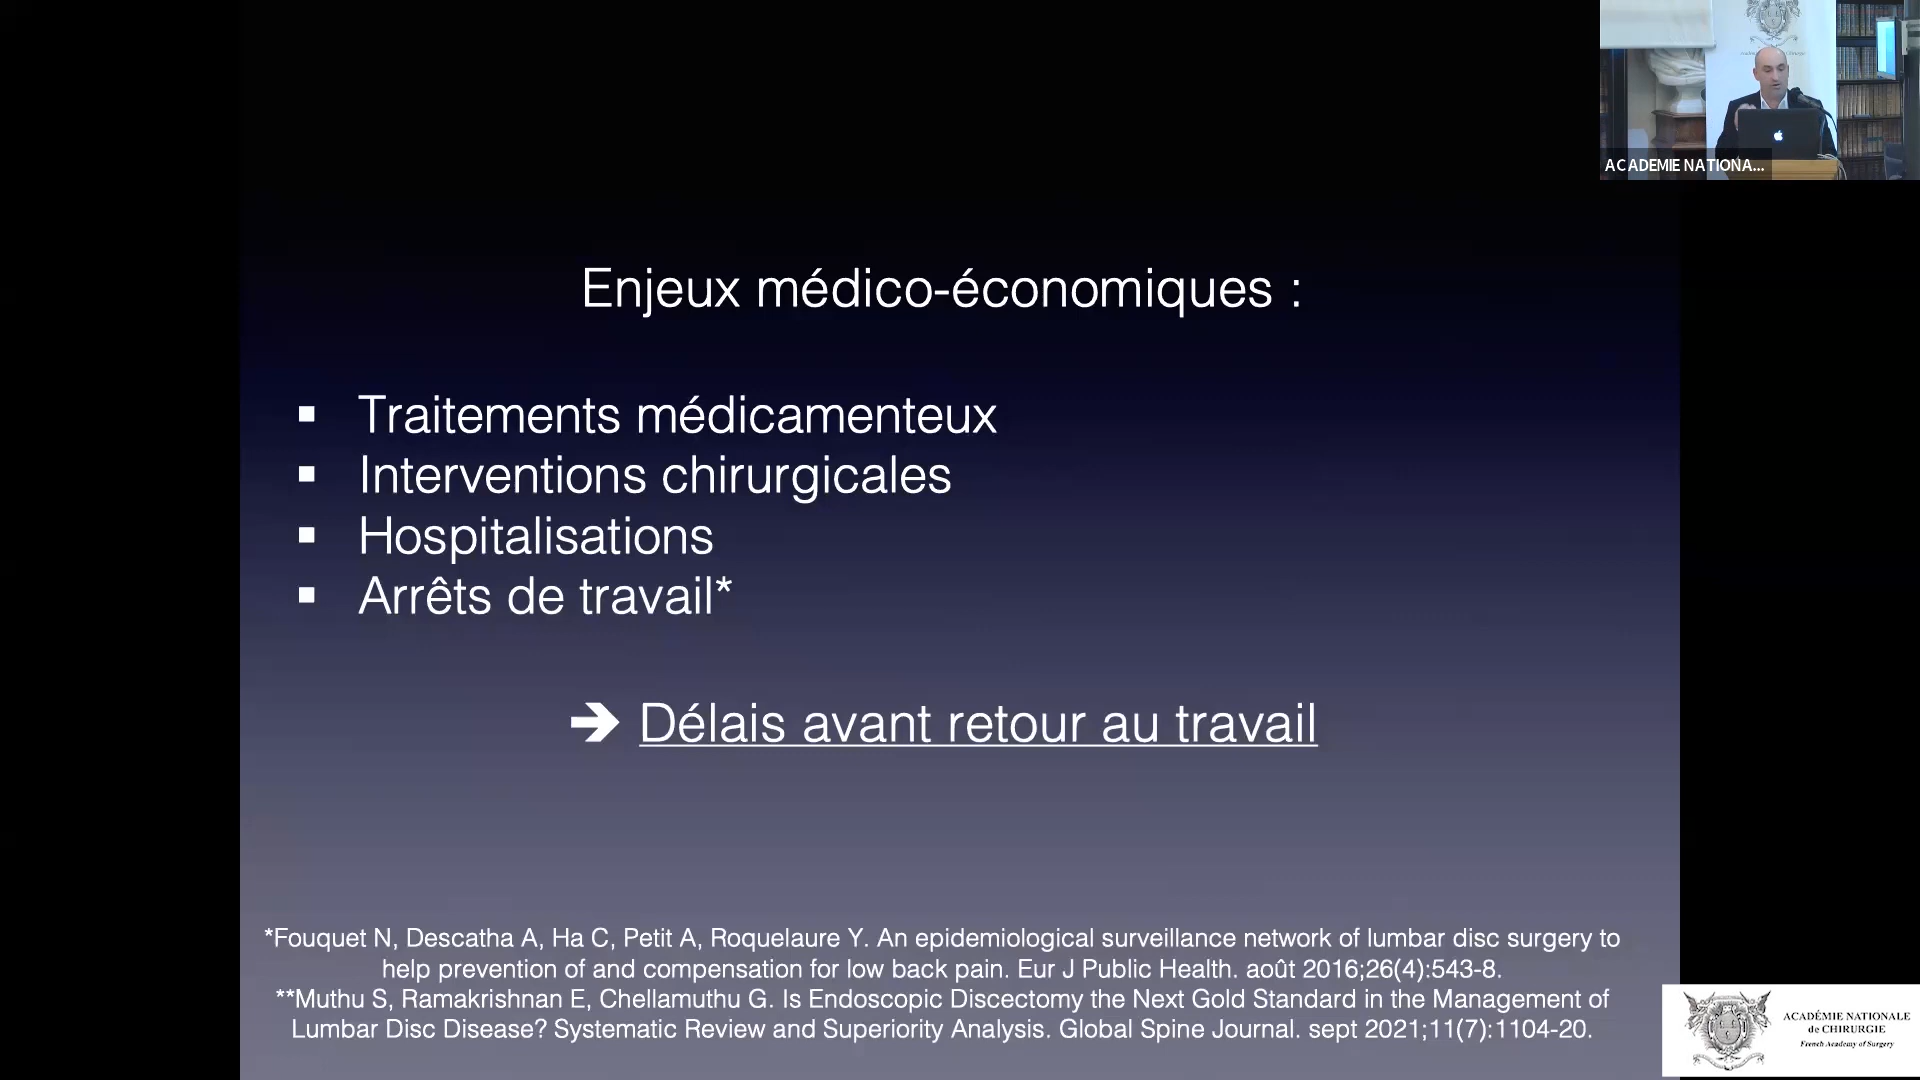 ACADEMIE NATIONA...
Enjeux médico-économiques :
▪ Traitements médicamenteux
▪ Interventions chirurgicales
▪ Hospitalisations
▪ Arrêts de travail*
➔ Délais avant retour au travail
*Fouquet N, Descatha A, Ha C, Petit A, Roquelaure Y. An epidemiological surveillance network of lumbar disc surgery to
help prevention of and compensation for low back pain. Eur J Public Health. août 2016;26(4):543-8.
**Muthu S, Ramakrishnan E, Chellamuthu G. Is Endoscopic Discectomy the Next Gold Standard in the Management of
Lumbar Disc Disease? Systematic Review and Superiority Analysis. Global Spine Journal. sept 2021;11(7):1104-20.
ACADÉMIE NATIONALE
de CHIRURGIE
French Academy of Surgery